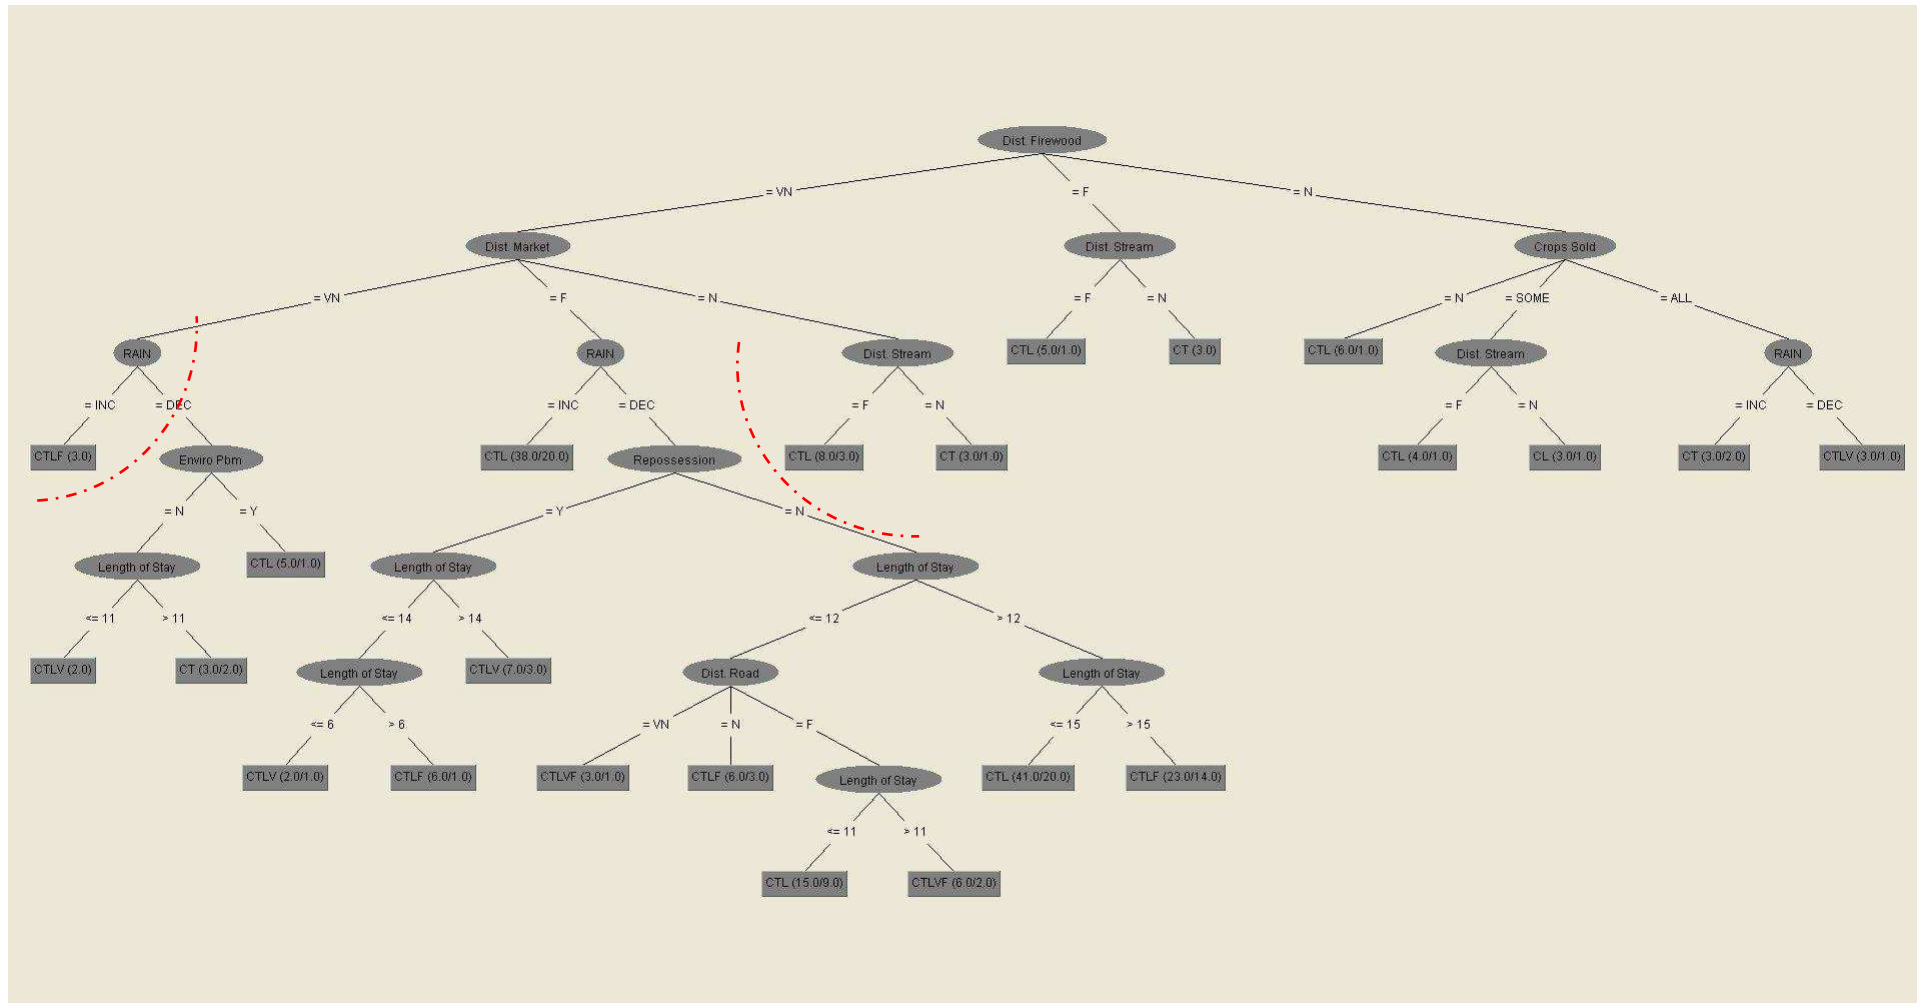 Dist. Firewood
= VN
= F
= N
Dist. Market
Dist. Stream
Crops Sold
= VN
= F
= N
= F
= N
= N
= SOME
= ALL
RAIN
RAIN
Dist. Stream
CTL (5.0/1.0)
CT (3.0)
CTL (6.0/1.0)
Dist. Stream
RAIN
= INC
= DEC
= INC
= DEC
= F
= N
= F
= N
= INC
= DEC
CTLF (3.0)
Enviro Pbm
CTL (38.0/20.0)
Repossession
CTL (8.0/3.0)
CT (3.0/1.0)
CTL (4.0/1.0)
CL (3.0/1.0)
CT (3.0/2.0)
CTLV (3.0/1.0)
= N
= Y
= Y
= N
Length of Stay
CTL (5.0/1.0)
Length of Stay
Length of Stay
<= 11
> 11
<= 14
> 14
<= 12
> 12
CTLV (2.0)
CT (3.0/2.0)
Length of Stay
CTLV (7.0/3.0)
Dist. Road
Length of Stay
<= 6
> 6
= VN
= N
= F
<= 15
> 15
CTLV (2.0/1.0)
CTLF (6.0/1.0)
CTLVF (3.0/1.0)
CTLF (6.0/3.0)
Length of Stay
CTL (41.0/20.0)
CTLF (23.0/14.0)
<= 11
> 11
CTL (15.0/9.0)
CTLVF (6.0/2.0)